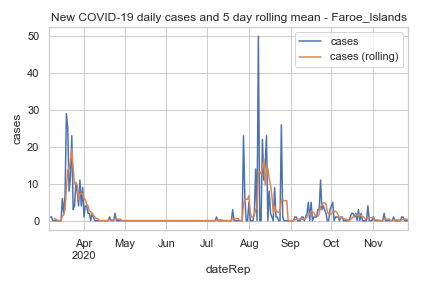 New COVID-19 daily cases and 5 day rolling mean - Faroe_Islands
cases
cases (rolling)
50
40
30
20
10
0
cases
Apr May Jun Jul Aug Sep Oct Nov
2020
dateRep